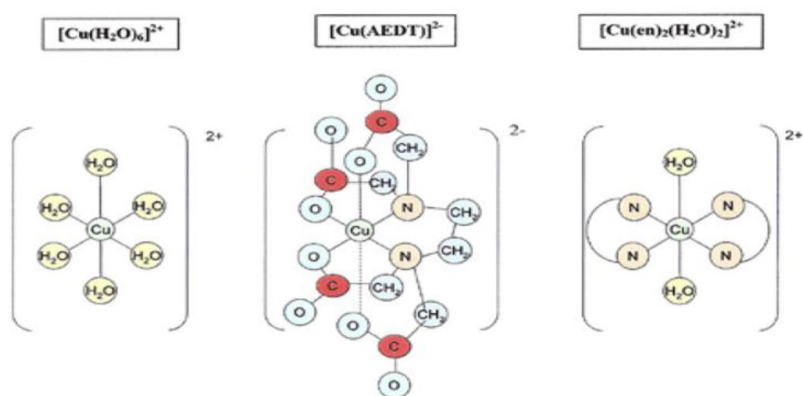 [Cu(H₂O)₆]²⁺
[Cu(AEDT)]²⁻
[Cu(en)₂(H₂O)₂]²⁺
2+
H₂O
H₂O
H₂O
Cu
H₂O
H₂O
H₂O
2-
O
C
O
O
CH₂
C
CH₂
O
N
CH₂
Cu
O
N
CH₂
C
CH₂
O
O
CH₂
C
O
2+
H₂O
N
N
Cu
N
N
H₂O